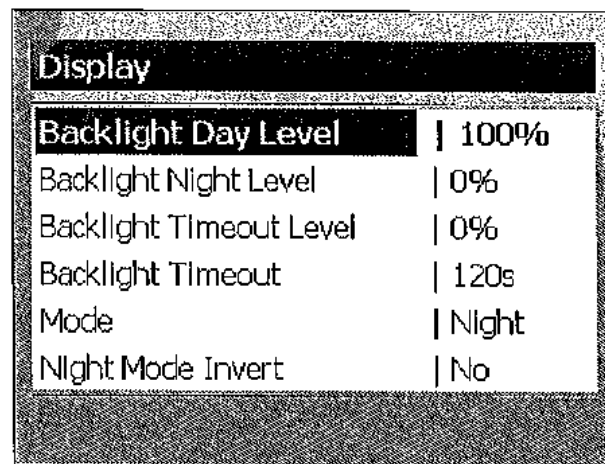 Display
Backlight Day Level | 100%
Backlight Night Level | 0%
Backlight Timeout Level | 0%
Backlight Timeout | 120s
Mode | Night
Night Mode Invert | No